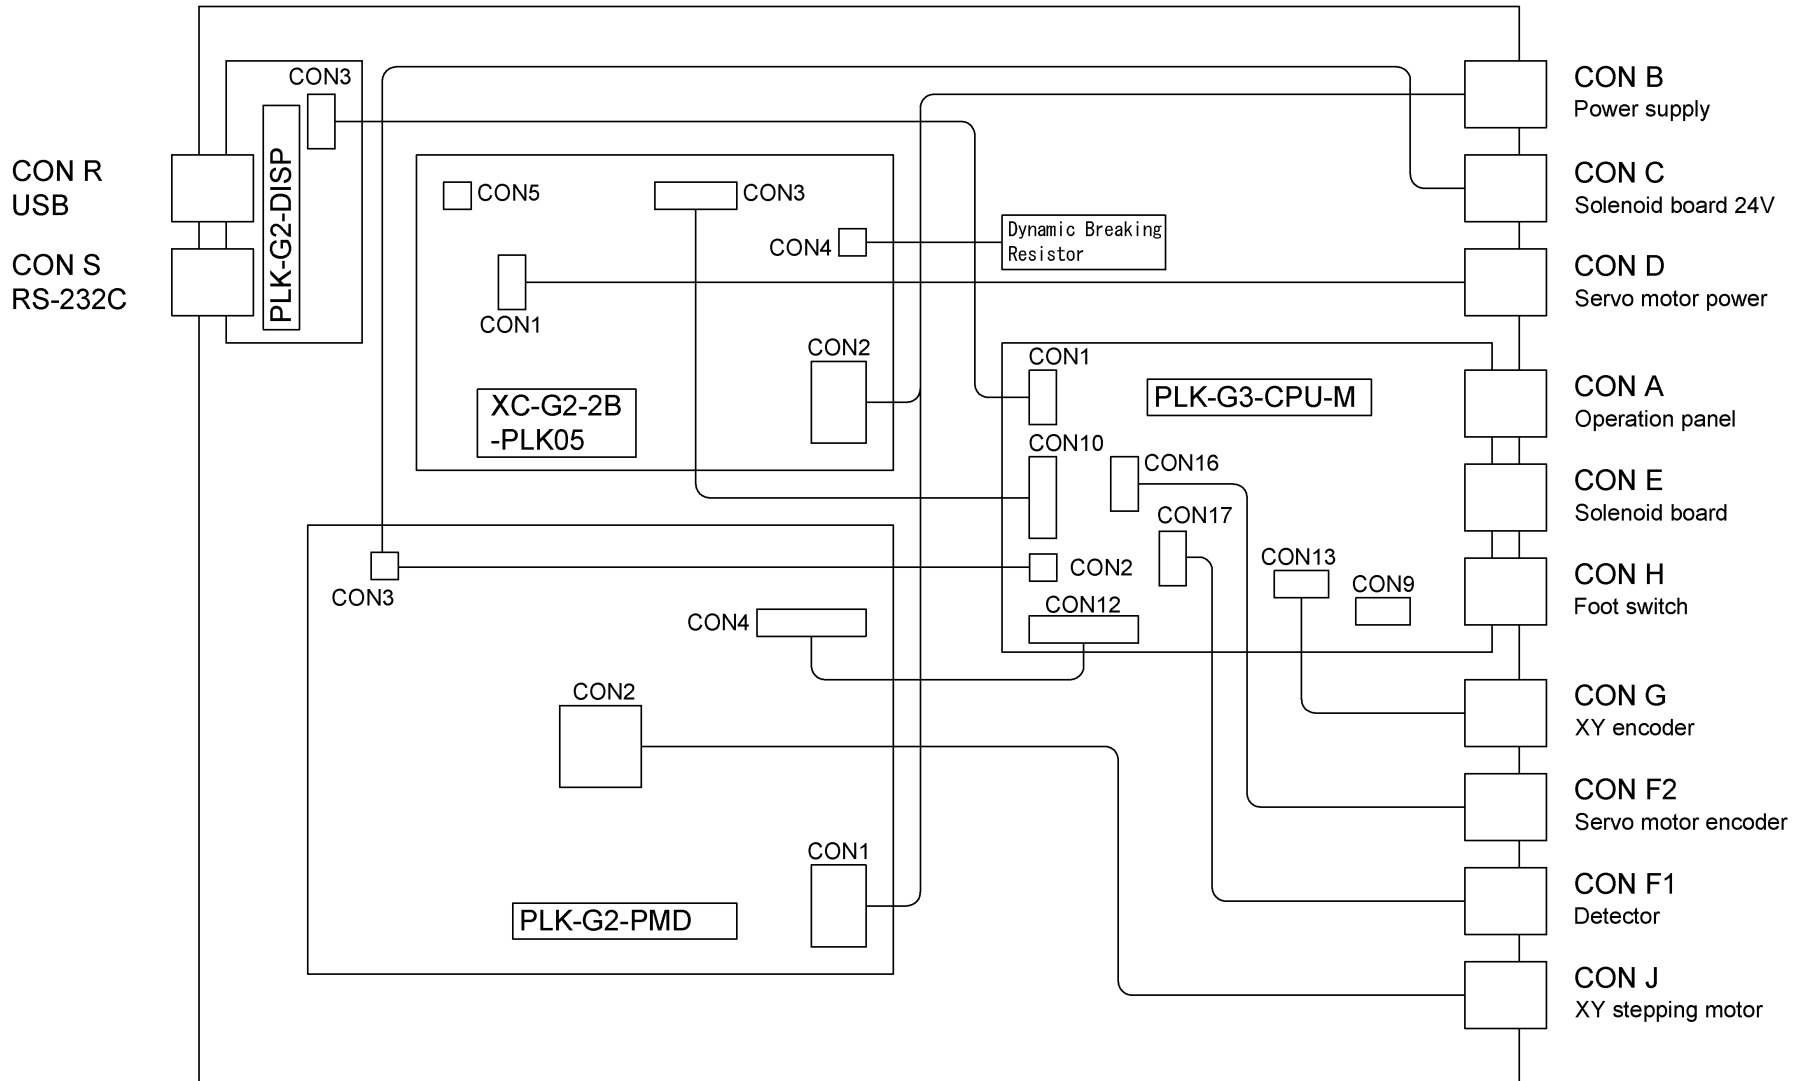 CON R
USB
CON S
RS-232C
CON3
PLK-G2-DISP
CON5
CON3
CON4
Dynamic Breaking
Resistor
CON1
CON2
XC-G2-2B
-PLK05
CON1
PLK-G3-CPU-M
CON10
CON16
CON17
CON2
CON13
CON9
CON12
CON3
CON4
CON2
CON1
PLK-G2-PMD
CON B
Power supply
CON C
Solenoid board 24V
CON D
Servo motor power
CON A
Operation panel
CON E
Solenoid board
CON H
Foot switch
CON G
XY encoder
CON F2
Servo motor encoder
CON F1
Detector
CON J
XY stepping motor